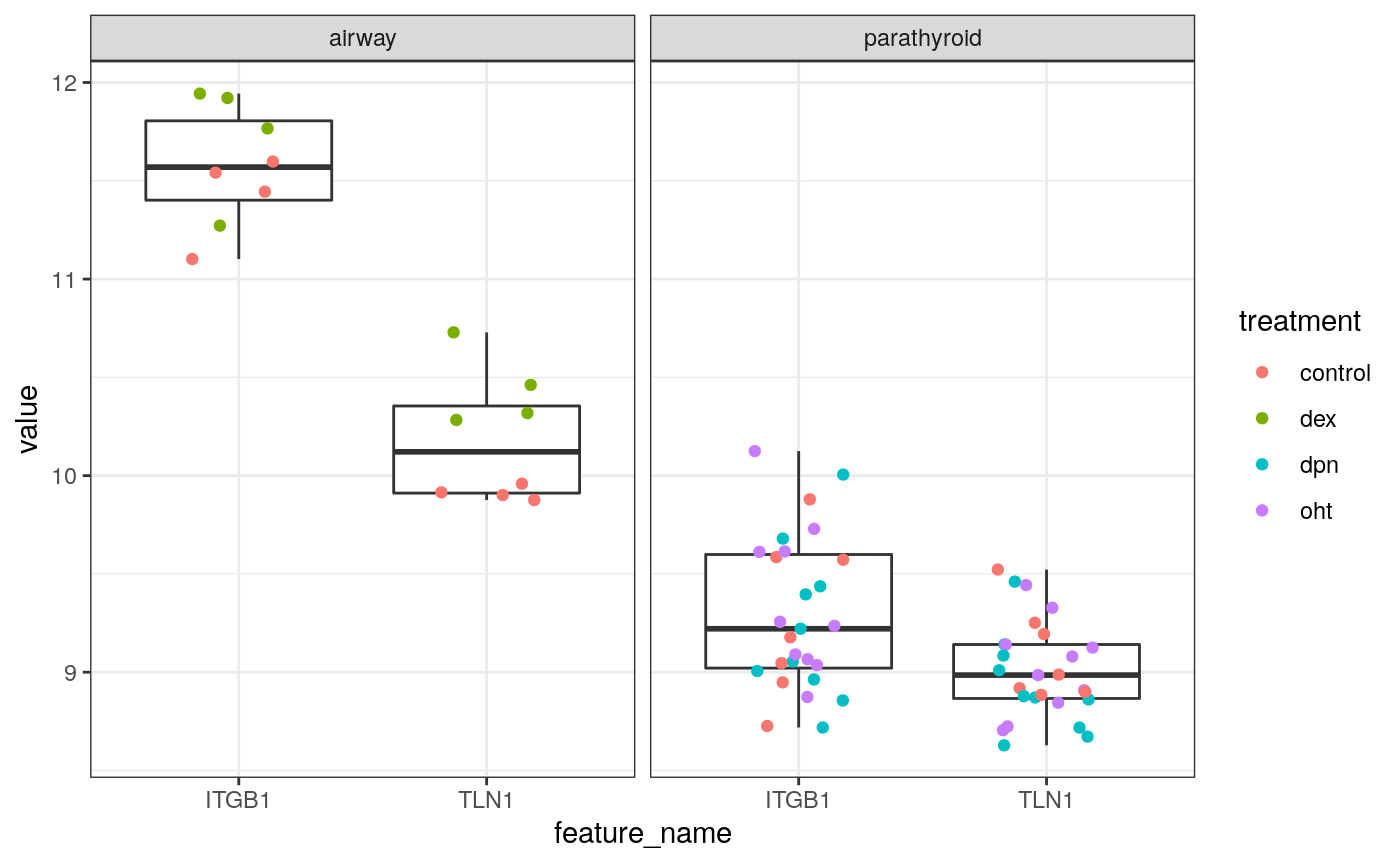 airway
parathyroid
12
11
10
9
value
ITGB1
TLN1
ITGB1
TLN1
feature_name
treatment
control
dex
dpn
oht